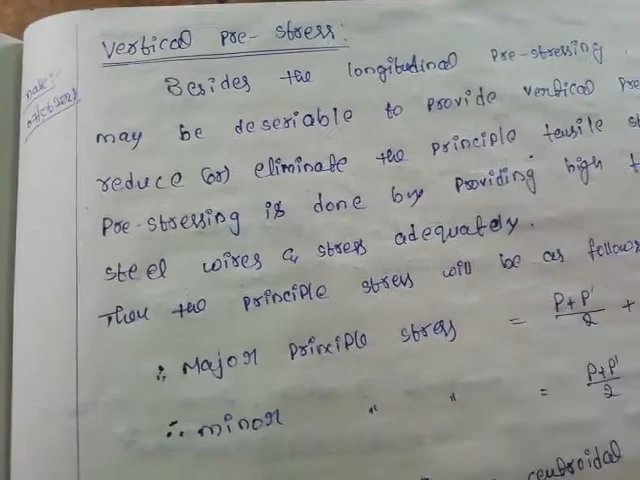 Vertical Pre-stress:
Besides the longitudinal Pre-stressing
may be deseriable to provide vertical Pre
reduce (or) eliminate the principle tensile st
Pre-stressing is done by Providing high t
steel wires & stress adequately.
Then the principle stress will be as follows
∴ Major principle stress = P+P'/2 +
∴ minor " " = P+P'/2
centroidal